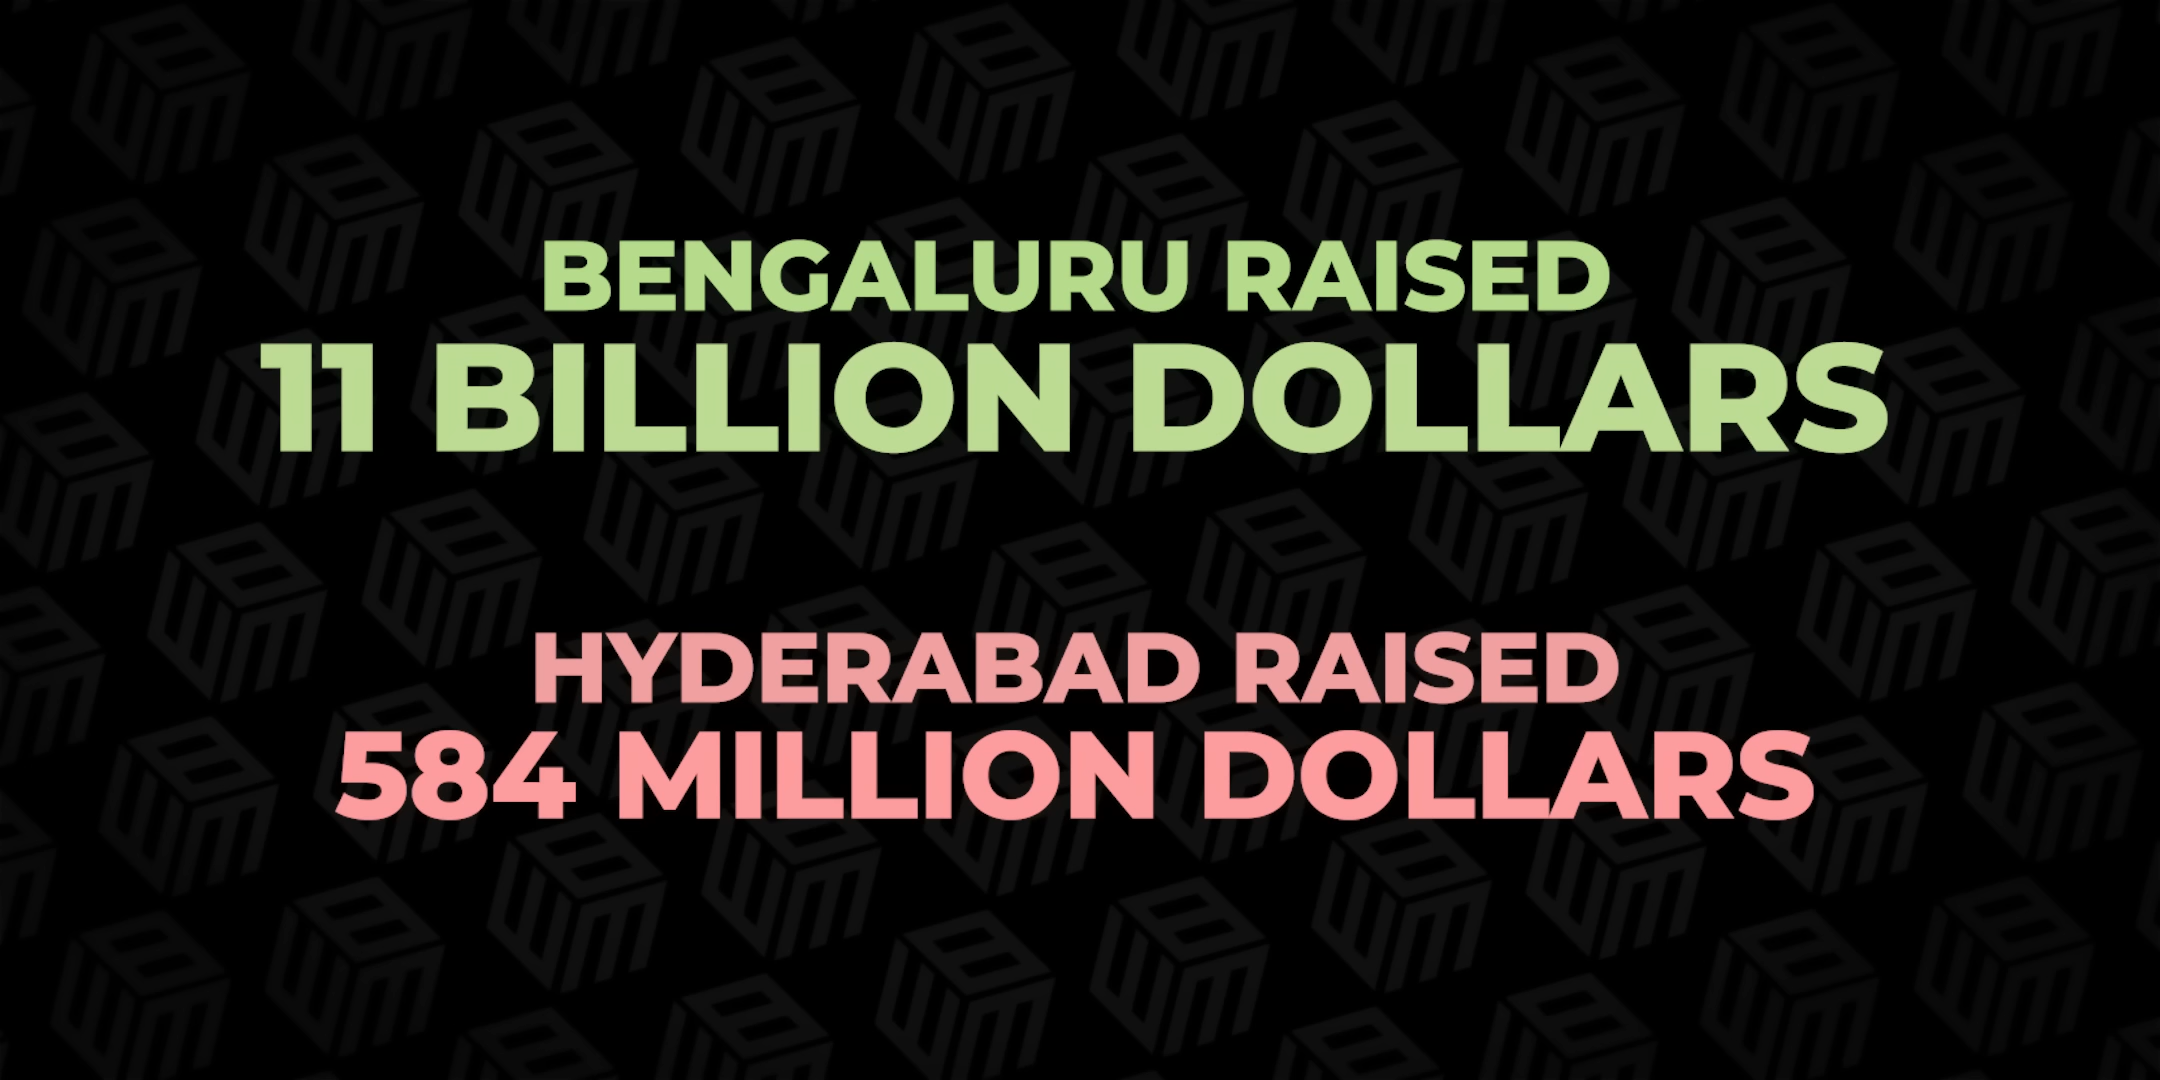 BENGALURU RAISED
11 BILLION DOLLARS
HYDERABAD RAISED
584 MILLION DOLLARS